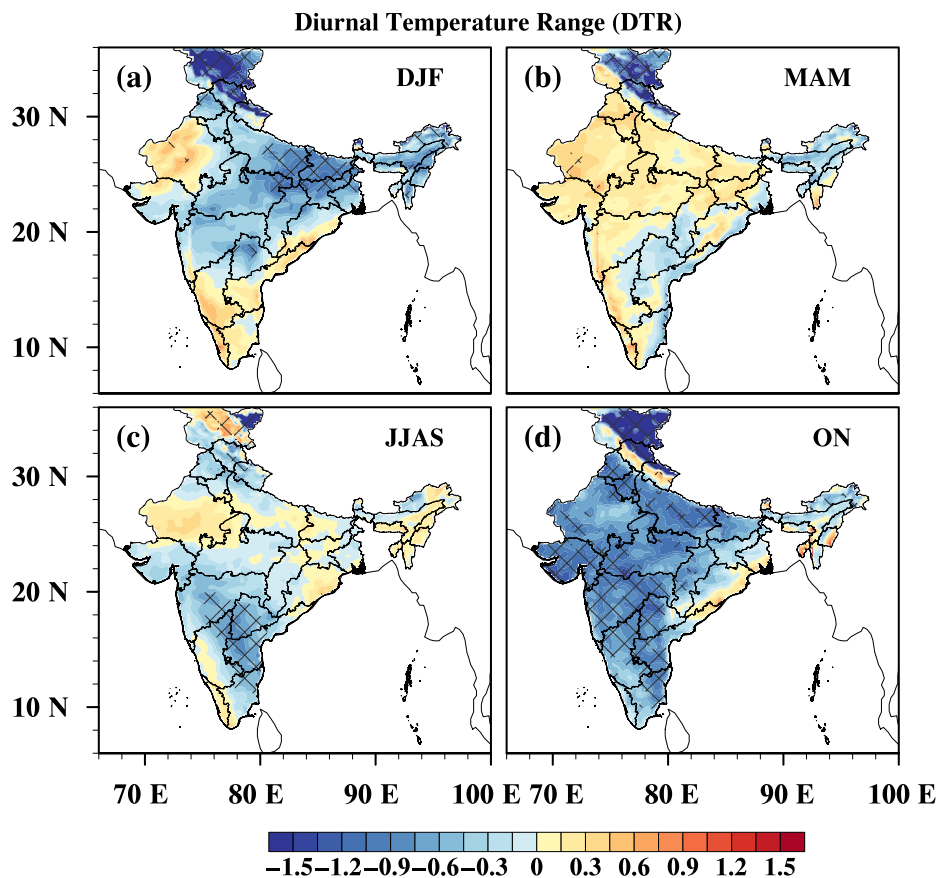 Diurnal Temperature Range (DTR)
(a) DJF
(b) MAM
30 N
20 N
10 N
(c) JJAS
(d) ON
30 N
20 N
10 N
70 E 80 E 90 E 100 E 70 E 80 E 90 E 100 E
−1.5 −1.2 −0.9 −0.6 −0.3 0 0.3 0.6 0.9 1.2 1.5